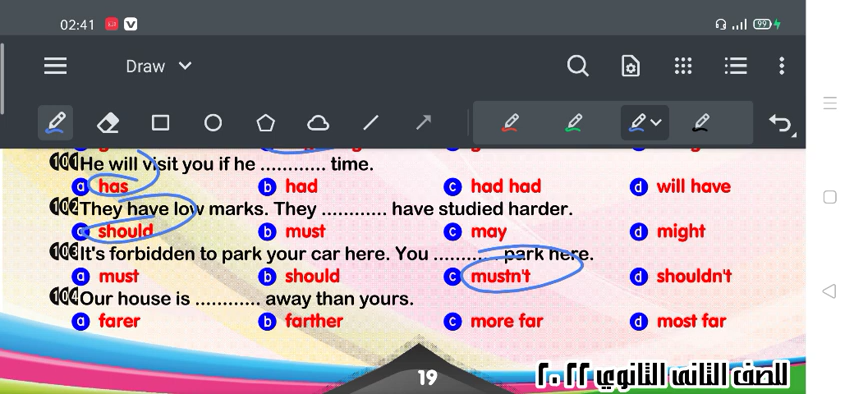 02:41
99
Draw
101 He will visit you if he ............ time.
a has b had c had had d will have
102 They have low marks. They ............ have studied harder.
a should b must c may d might
103 It's forbidden to park your car here. You ............ park here.
a must b should c mustn't d shouldn't
104 Our house is ............ away than yours.
a farer b farther c more far d most far
19
للصف الثاني الثانوي ٢٠٢٢